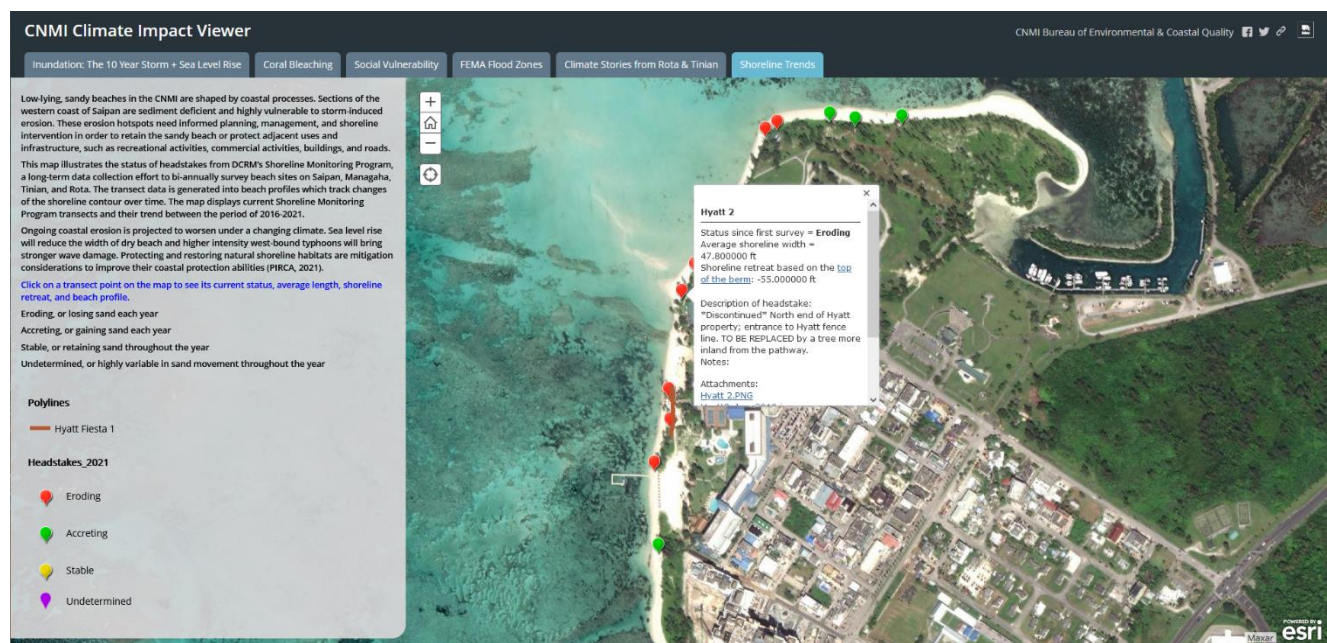 CNMI Climate Impact Viewer
CNMI Bureau of Environmental & Coastal Quality
Inundation: The 10 Year Storm + Sea Level Rise
Coral Bleaching
Social Vulnerability
FEMA Flood Zones
Climate Stories from Rota & Tinian
Shoreline Trends
Low-lying, sandy beaches in the CNMI are shaped by coastal processes. Sections of the
western coast of Saipan are sediment deficient and highly vulnerable to storm-induced
erosion. These erosion hotspots need informed planning, management, and shoreline
intervention in order to retain the sandy beach or protect adjacent uses and
infrastructure, such as recreational activities, commercial activities, buildings, and roads.
This map illustrates the status of headstakes from DCRM's Shoreline Monitoring Program,
a long-term data collection effort to bi-annually survey beach sites on Saipan, Managaha,
Tinian, and Rota. The transect data is generated into beach profiles which track changes
of the shoreline contour over time. The map displays current Shoreline Monitoring
Program transects and their trend between the period of 2016-2021.
Ongoing coastal erosion is projected to worsen under a changing climate. Sea level rise
will reduce the width of dry beach and higher intensity west-bound typhoons will bring
stronger wave damage. Protecting and restoring natural shoreline habitats are mitigation
considerations to improve their coastal protection abilities (PIRCA, 2021).
Click on a transect point on the map to see its current status, average length, shoreline
retreat, and beach profile.
Eroding, or losing sand each year
Accreting, or gaining sand each year
Stable, or retaining sand throughout the year
Undetermined, or highly variable in sand movement throughout the year
Polylines
Hyatt Fiesta 1
Headstakes_2021
Eroding
Accreting
Stable
Undetermined
Hyatt 2
Status since first survey = Eroding
Average shoreline width =
47.800000 ft
Shoreline retreat based on the top
of the berm: -55.000000 ft
Description of headstake:
"Discontinued" North end of Hyatt
property; entrance to Hyatt fence
line. TO BE REPLACED by a tree more
inland from the pathway.
Notes:
Attachments:
Hyatt 2.PNG
POWERED BY
esri
Maxar